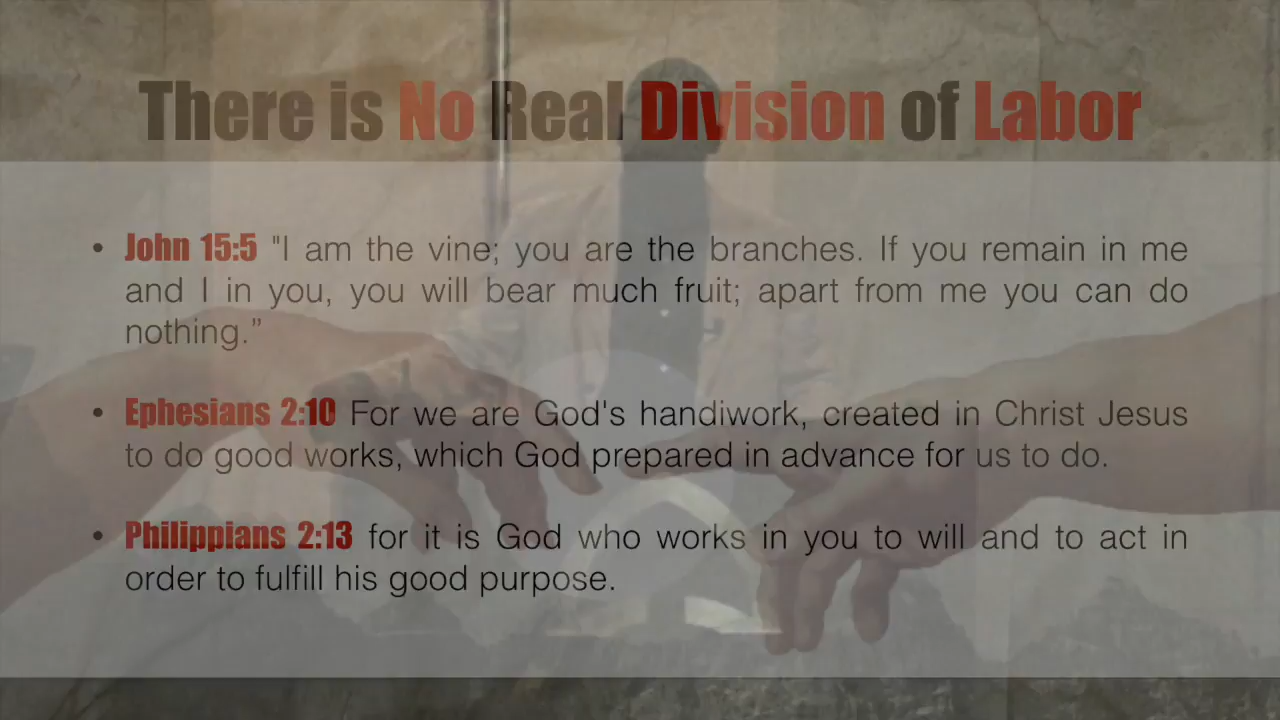 There is No Real Division of Labor
• John 15:5 "I am the vine; you are the branches. If you remain in me
and I in you, you will bear much fruit; apart from me you can do
nothing.”
• Ephesians 2:10 For we are God's handiwork, created in Christ Jesus
to do good works, which God prepared in advance for us to do.
• Philippians 2:13 for it is God who works in you to will and to act in
order to fulfill his good purpose.